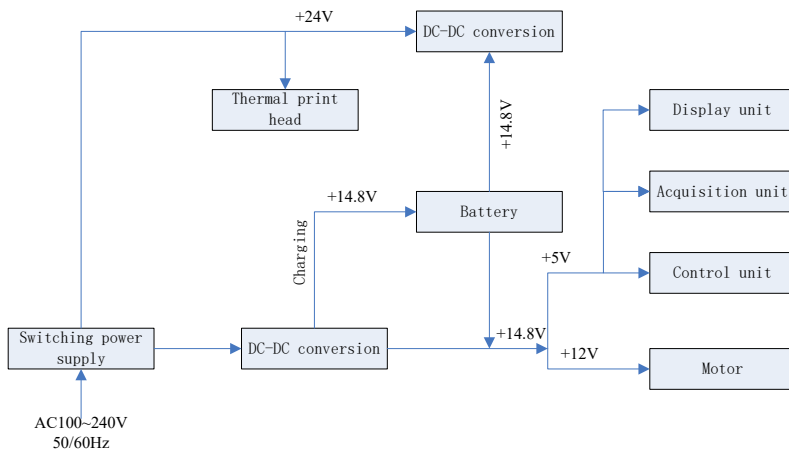 +24V
DC-DC conversion
Thermal print
head
+14.8V
Display unit
Acquisition unit
+14.8V
Battery
Charging
+5V
Control unit
Switching power
supply
DC-DC conversion
+14.8V
+12V
Motor
AC100~240V
50/60Hz